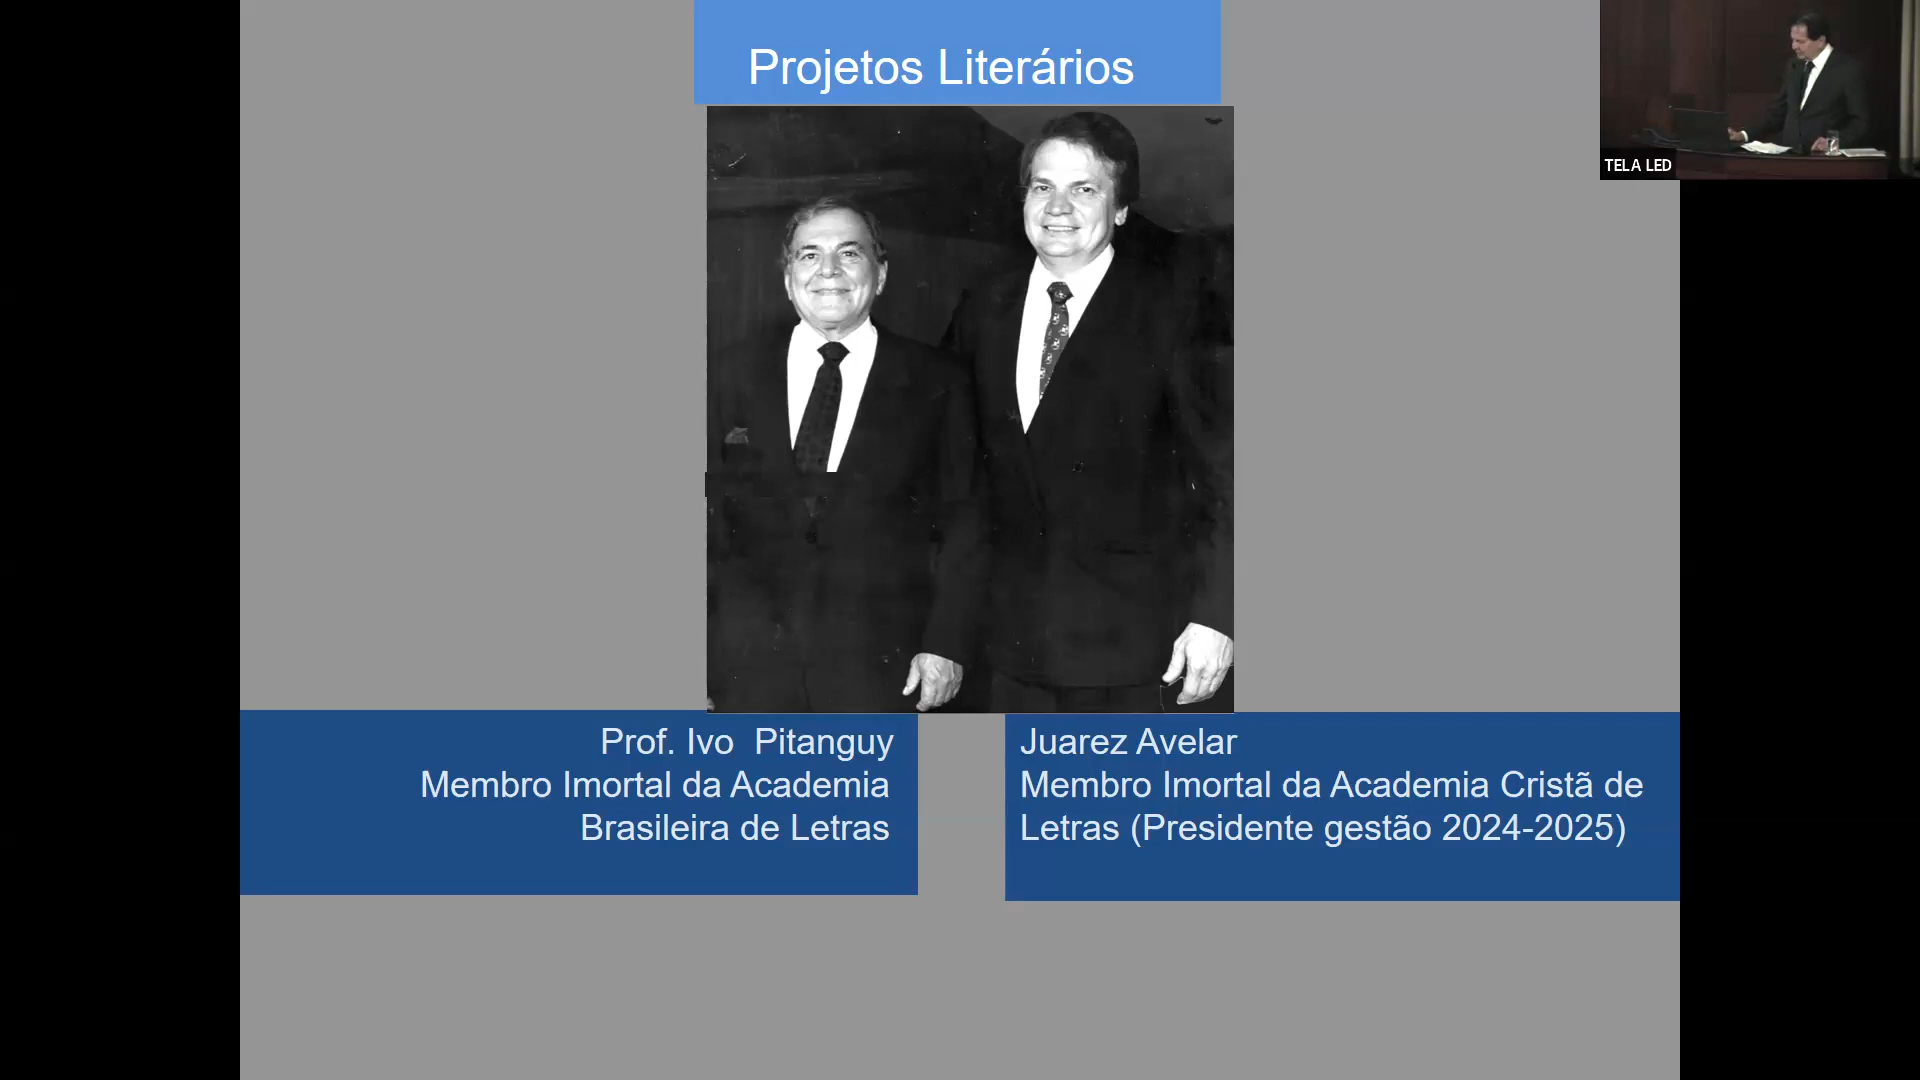 Projetos Literários
TELA LED
Prof. Ivo Pitanguy
Membro Imortal da Academia
Brasileira de Letras
Juarez Avelar
Membro Imortal da Academia Cristã de
Letras (Presidente gestão 2024-2025)